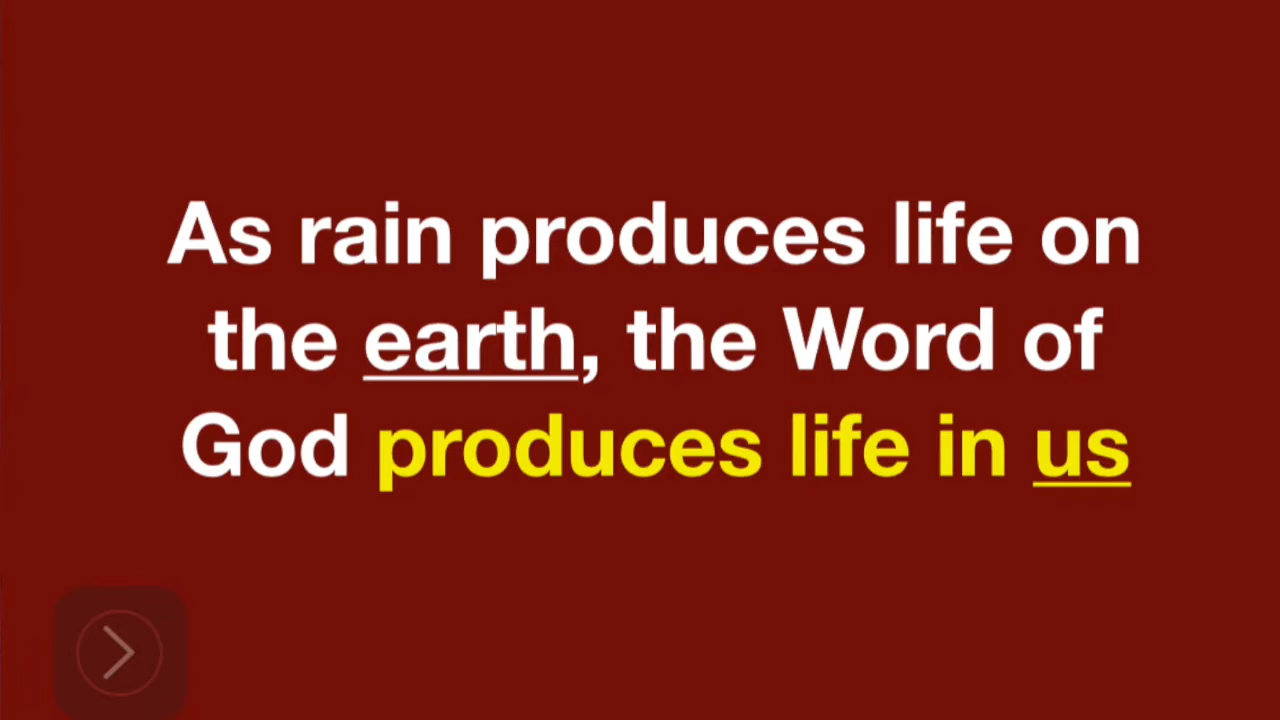 As rain produces life on
the earth, the Word of
God produces life in us